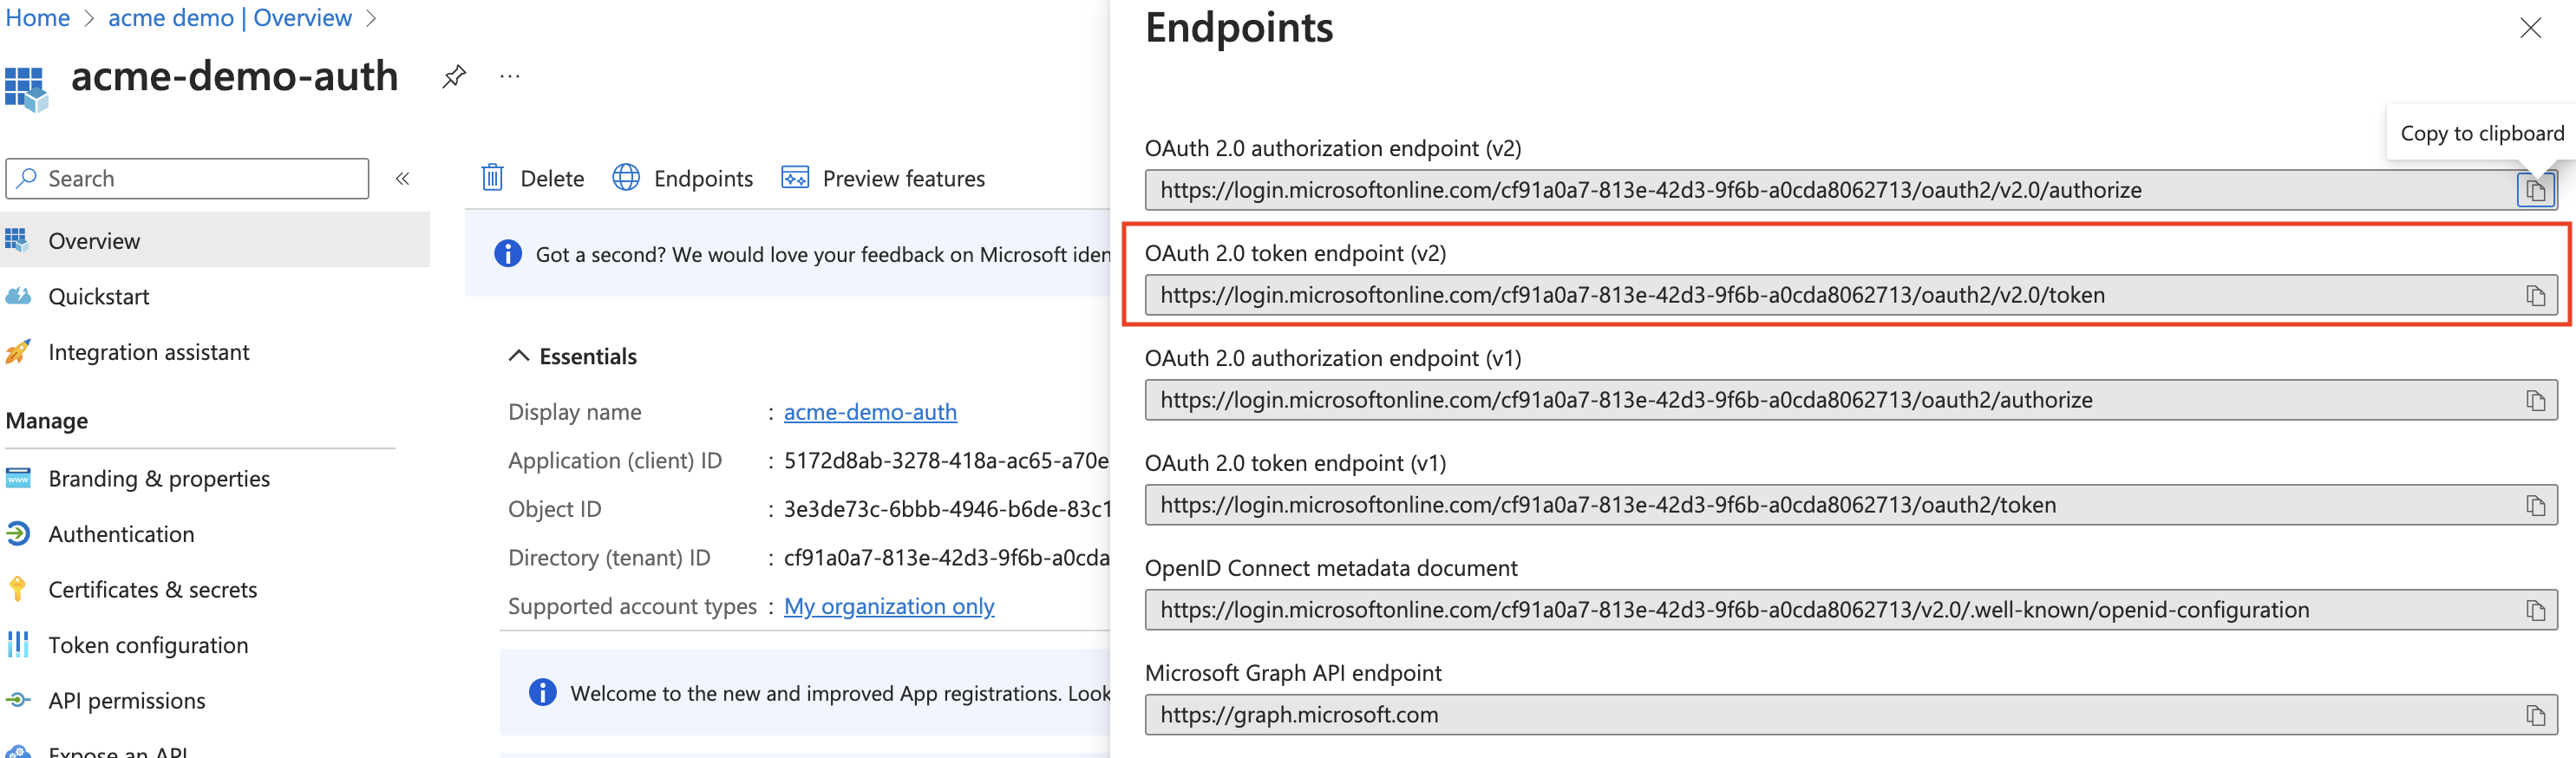 Home > acme demo | Overview >
acme-demo-auth
...
Search
«
Overview
Quickstart
Integration assistant
Manage
Branding & properties
Authentication
Certificates & secrets
Token configuration
API permissions
Expose an API
Delete
Endpoints
Preview features
Got a second? We would love your feedback on Microsoft iden
Essentials
Display name : acme-demo-auth
Application (client) ID : 5172d8ab-3278-418a-ac65-a70e
Object ID : 3e3de73c-6bbb-4946-b6de-83c1
Directory (tenant) ID : cf91a0a7-813e-42d3-9f6b-a0cda
Supported account types : My organization only
Welcome to the new and improved App registrations. Look
Endpoints
Copy to clipboard
OAuth 2.0 authorization endpoint (v2)
https://login.microsoftonline.com/cf91a0a7-813e-42d3-9f6b-a0cda8062713/oauth2/v2.0/authorize
OAuth 2.0 token endpoint (v2)
https://login.microsoftonline.com/cf91a0a7-813e-42d3-9f6b-a0cda8062713/oauth2/v2.0/token
OAuth 2.0 authorization endpoint (v1)
https://login.microsoftonline.com/cf91a0a7-813e-42d3-9f6b-a0cda8062713/oauth2/authorize
OAuth 2.0 token endpoint (v1)
https://login.microsoftonline.com/cf91a0a7-813e-42d3-9f6b-a0cda8062713/oauth2/token
OpenID Connect metadata document
https://login.microsoftonline.com/cf91a0a7-813e-42d3-9f6b-a0cda8062713/v2.0/.well-known/openid-configuration
Microsoft Graph API endpoint
https://graph.microsoft.com